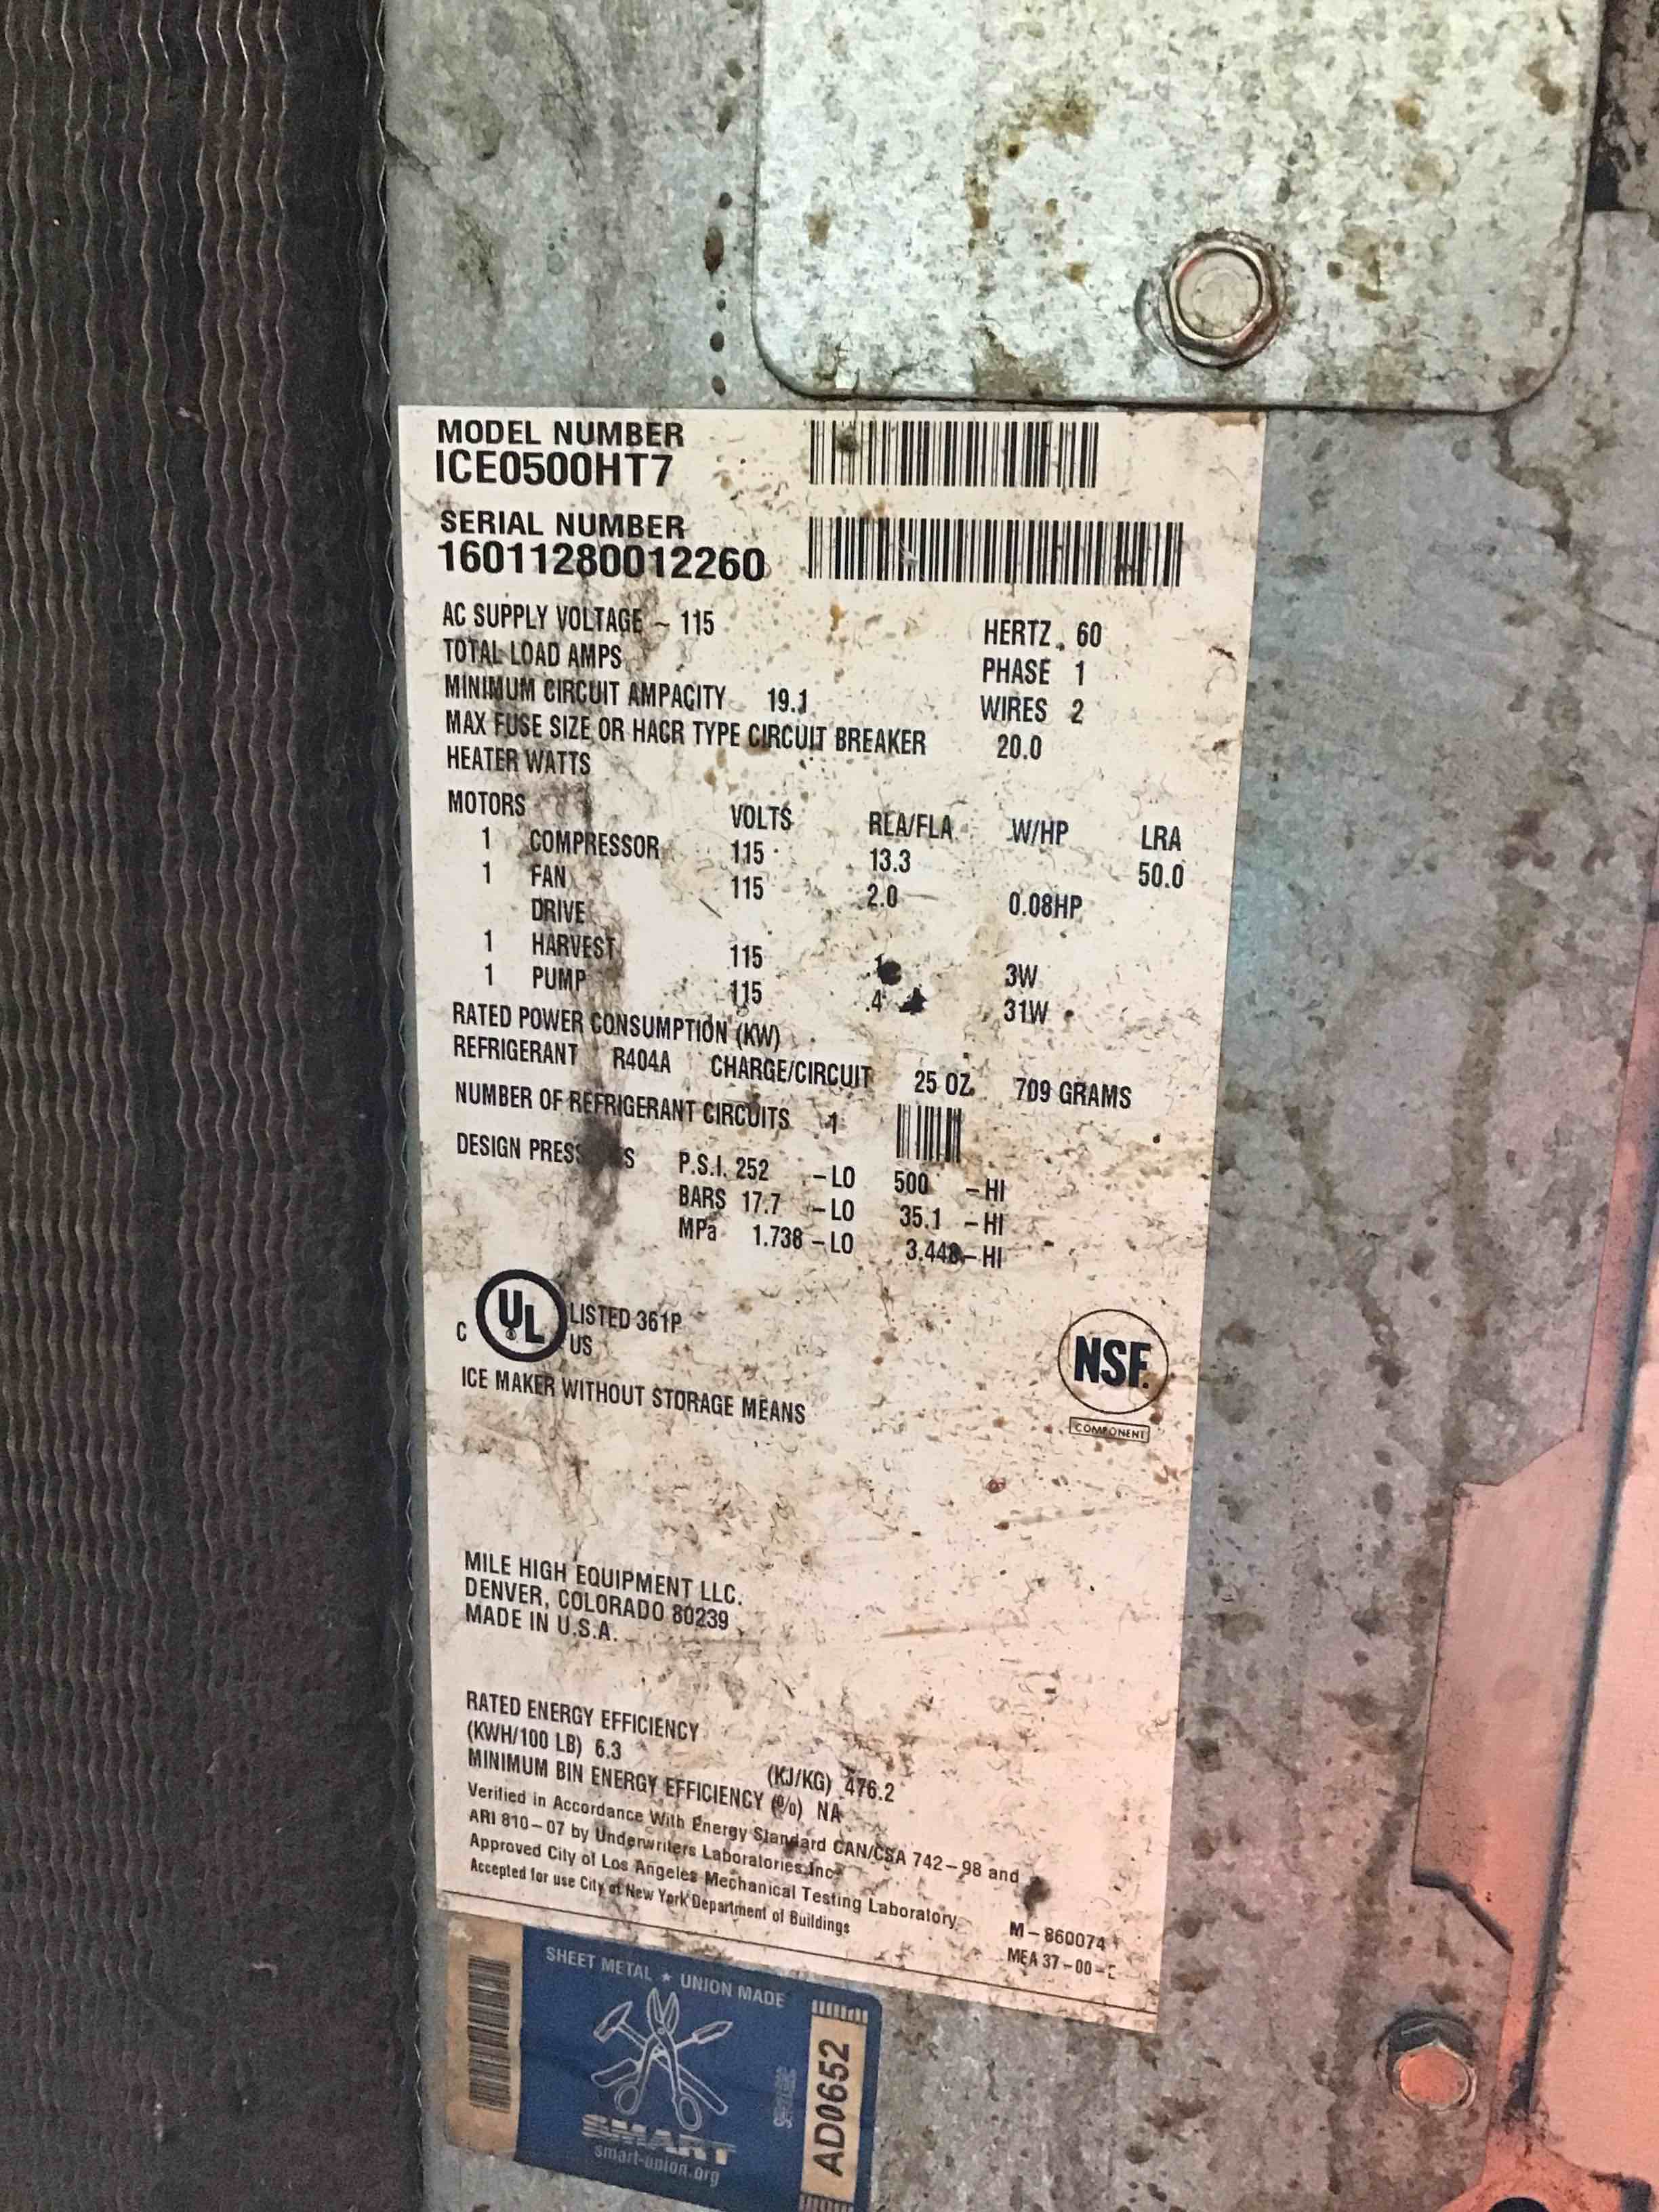 MODEL NUMBER
ICE0500HT7
SERIAL NUMBER
16011280012260
AC SUPPLY VOLTAGE ~ 115 HERTZ 60
TOTAL LOAD AMPS PHASE 1
MINIMUM CIRCUIT AMPACITY 19.1 WIRES 2
MAX FUSE SIZE OR HACR TYPE CIRCUIT BREAKER 20.0
HEATER WATTS
MOTORS VOLTS RLA/FLA W/HP LRA
1 COMPRESSOR 115 13.3 50.0
1 FAN 115 2.0 0.08HP
DRIVE
1 HARVEST 115 3W
1 PUMP 115 .4 31W
RATED POWER CONSUMPTION (KW)
REFRIGERANT R404A CHARGE/CIRCUIT 25 OZ 709 GRAMS
NUMBER OF REFRIGERANT CIRCUITS 1
DESIGN P.S.I. 252 -LO 500 -HI
BARS 17.7 -LO 35.1 -HI
MPa 1.738 -LO 3.448 -HI
C UL LISTED 361P
US
NSF
COMPONENT
ICE MAKER WITHOUT STORAGE MEANS
MILE HIGH EQUIPMENT LLC.
DENVER, COLORADO 80239
MADE IN U.S.A.
RATED ENERGY EFFICIENCY
(KWH/100 LB) 6.3 (KJ/KG) 476.2
MINIMUM BIN ENERGY EFFICIENCY (%) NA
Verified in Accordance With Energy Standard CAN/CSA 742-98 and
ARI 810-07 by Underwriters Laboratories Inc
Approved City of Los Angeles Mechanical Testing Laboratory M-860074
Accepted for use City of New York Department of Buildings MEA 37-00-
SHEET METAL ★ UNION MADE
SMART
smart-union.org
AD0652